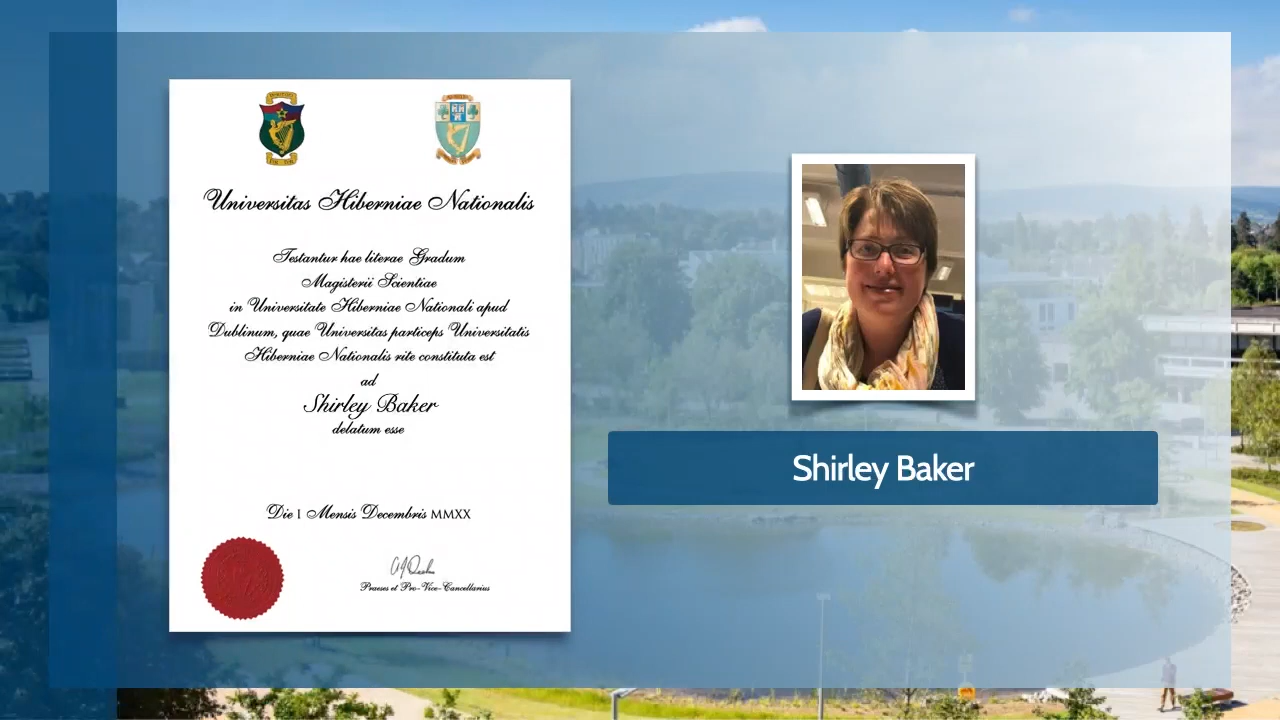 Universitas Hiberniae Nationalis
Testantur hae literae Gradum
Magisterii Scientiae
in Universitate Hiberniae Nationali apud
Dublinum, quae Universitas particeps Universitatis
Hiberniae Nationalis rite constituta est
ad
Shirley Baker
delatum esse
Die I Mensis Decembris MMXX
Praeses et Pro-Vice-Cancellarius
Shirley Baker